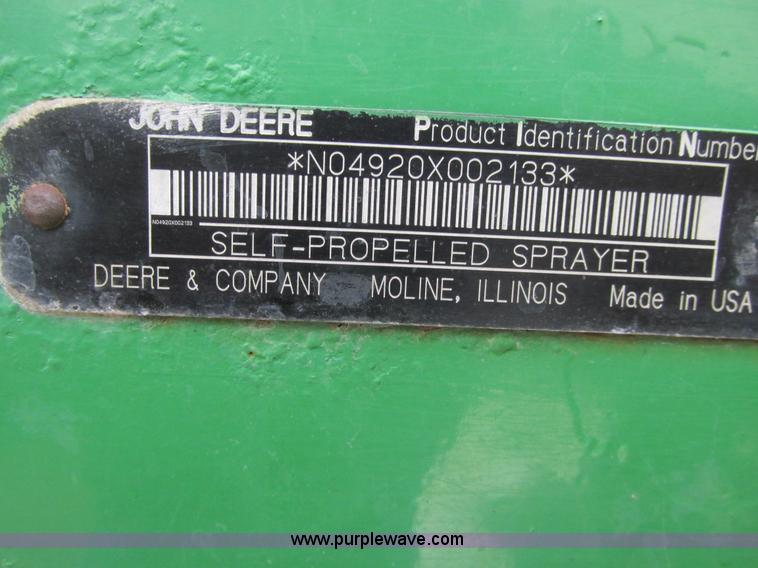 JOHN DEERE Product Identification Number
*N04920X002133*
N04920X002133
SELF-PROPELLED SPRAYER
DEERE & COMPANY MOLINE, ILLINOIS Made in USA
www.purplewave.com